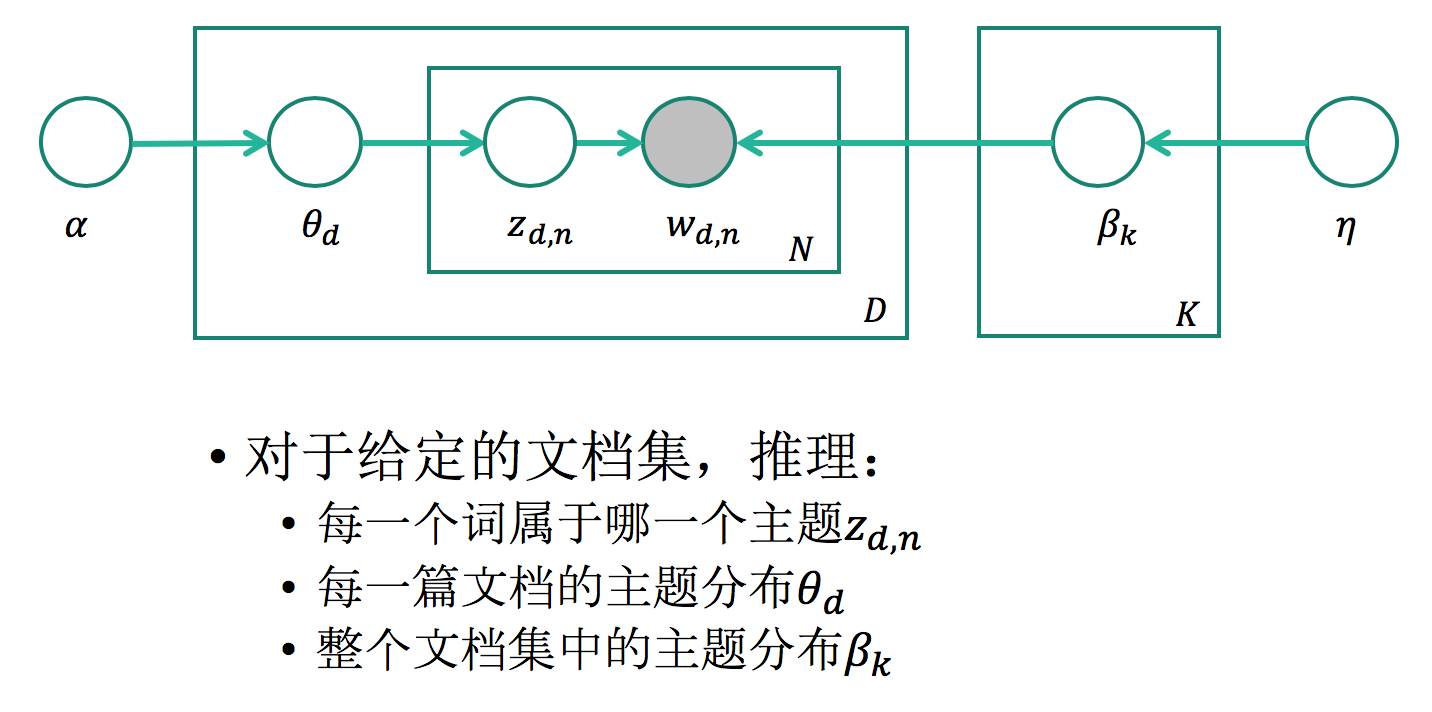 α
θ_d
z_{d,n}
w_{d,n}
N
D
β_k
K
η
• 对于给定的文档集，推理：
• 每一个词属于哪一个主题z_{d,n}
• 每一篇文档的主题分布θ_d
• 整个文档集中的主题分布β_k